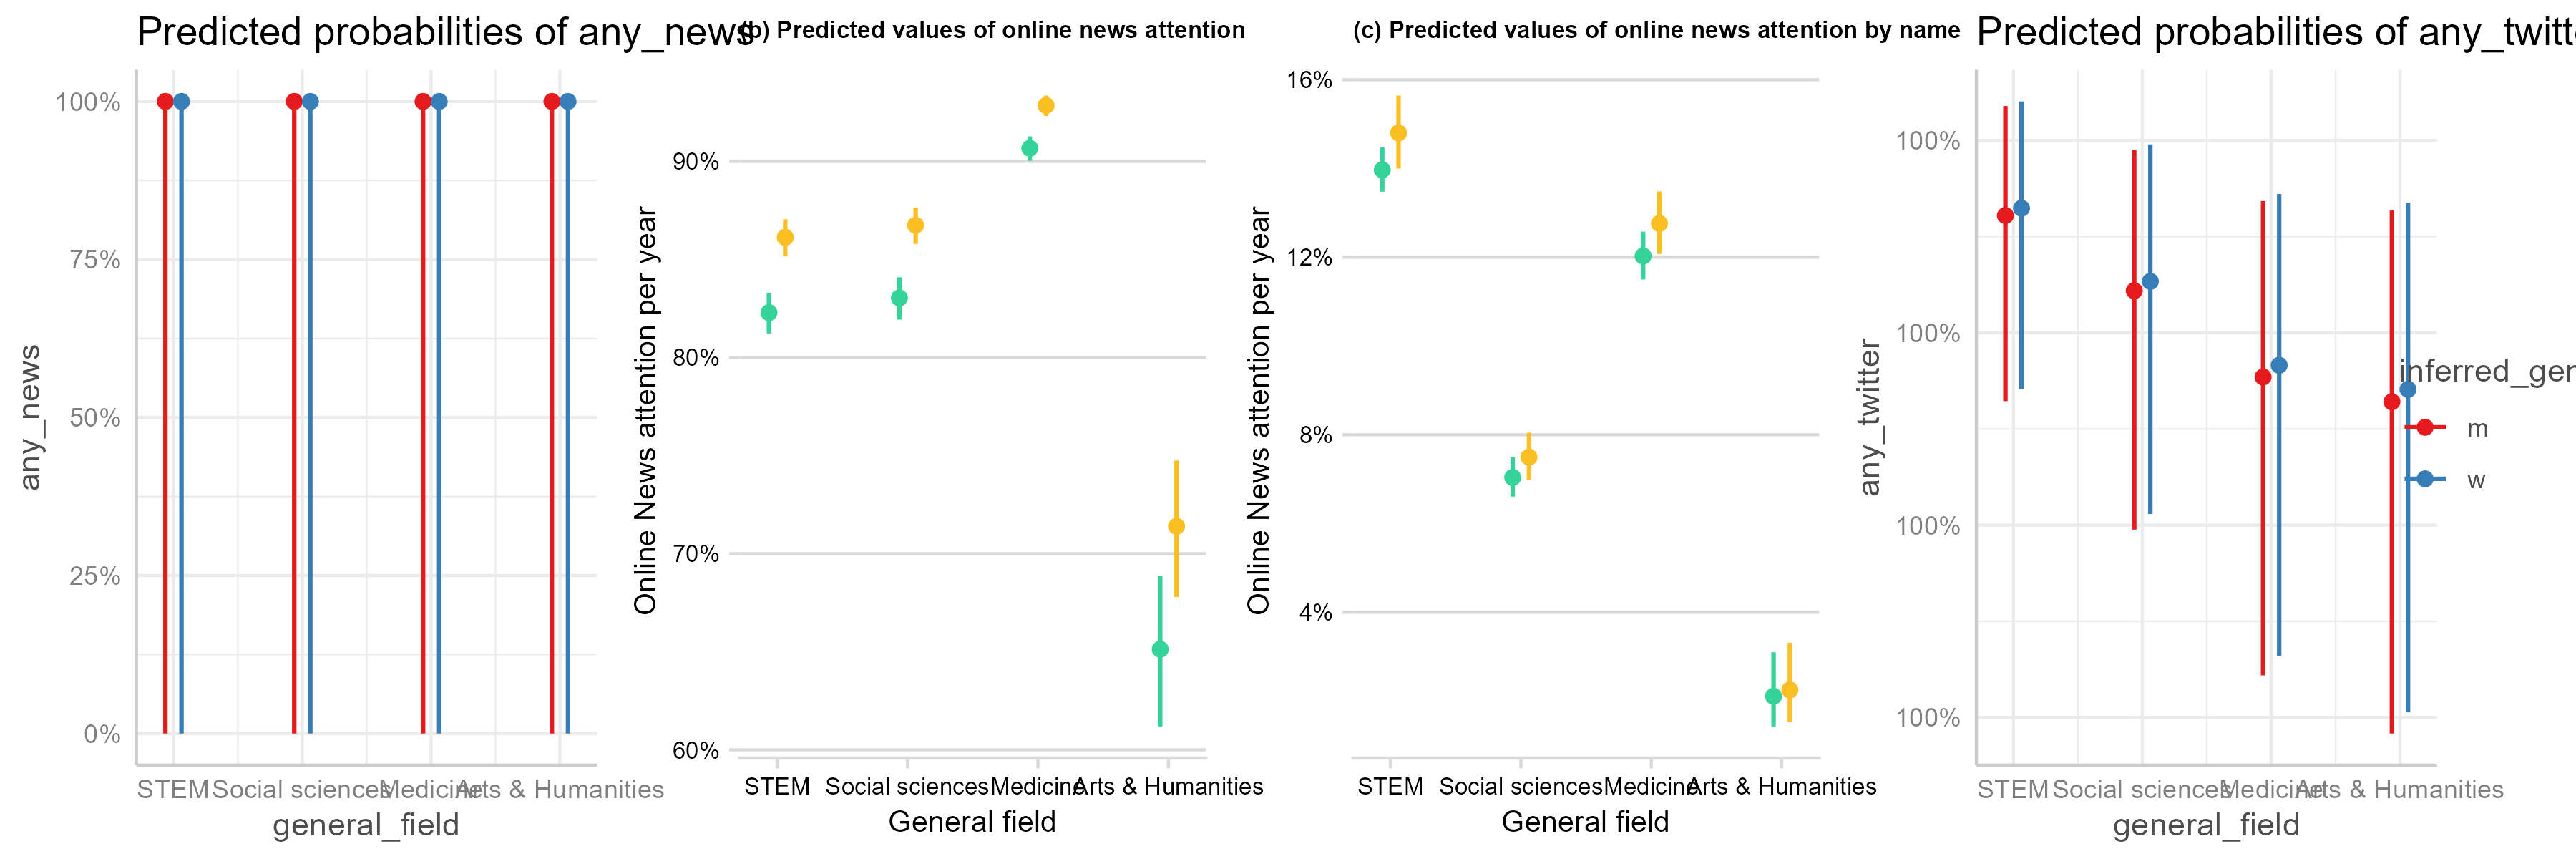 Predicted probabilities of any_news
100%
75%
50%
25%
0%
any_news
STEM
Social sciences
Medicine
Arts & Humanities
general_field
(b) Predicted values of online news attention
90%
80%
70%
60%
Online News attention per year
STEM
Social sciences
Medicine
Arts & Humanities
General field
(c) Predicted values of online news attention by name
16%
12%
8%
4%
Online News attention per year
STEM
Social sciences
Medicine
Arts & Humanities
General field
Predicted probabilities of any_twitt
100%
100%
100%
100%
any_twitter
STEM
Social sciences
Medicine
Arts & Humanities
general_field
inferred_gen
m
w